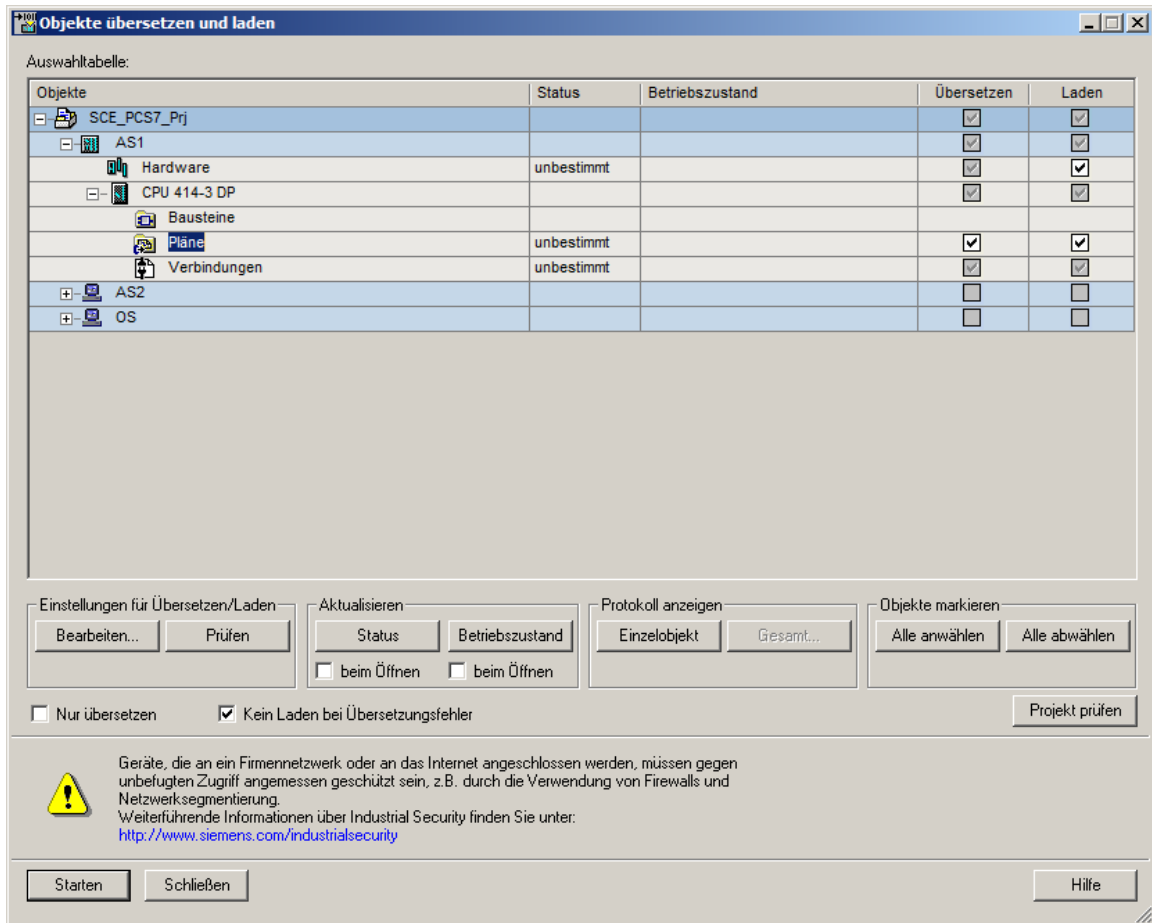 Objekte übersetzen und laden
Auswahltabelle:
Objekte Status Betriebszustand Übersetzen Laden
SCE_PCS7_Prj
AS1
Hardware unbestimmt
CPU 414-3 DP
Bausteine
Pläne unbestimmt
Verbindungen unbestimmt
AS2
OS
Einstellungen für Übersetzen/Laden Aktualisieren Protokoll anzeigen Objekte markieren
Bearbeiten... Prüfen Status Betriebszustand Einzelobjekt Gesamt... Alle anwählen Alle abwählen
beim Öffnen beim Öffnen
Nur übersetzen Kein Laden bei Übersetzungsfehler Projekt prüfen
Geräte, die an ein Firmennetzwerk oder an das Internet angeschlossen werden, müssen gegen
unbefugten Zugriff angemessen geschützt sein, z.B. durch die Verwendung von Firewalls und
Netzwerksegmentierung.
Weiterführende Informationen über Industrial Security finden Sie unter:
http://www.siemens.com/industrialsecurity
Starten Schließen Hilfe